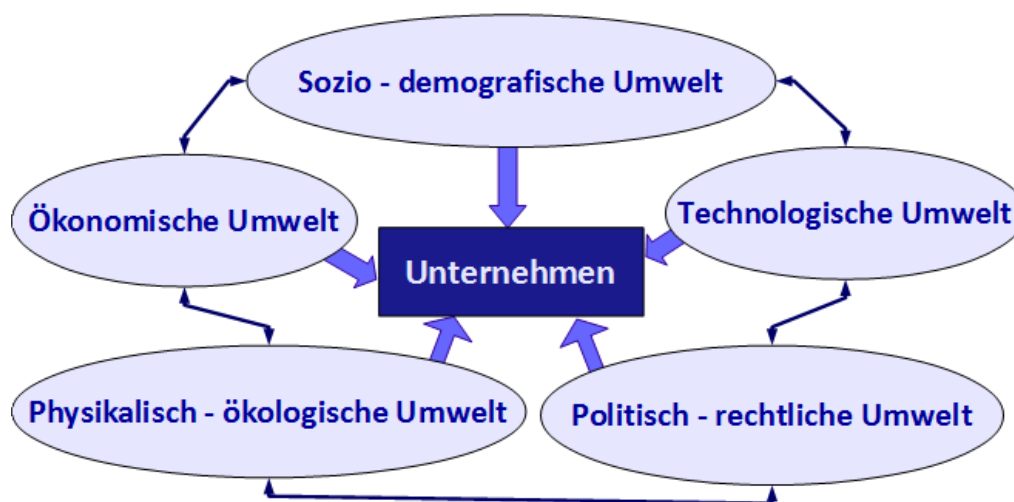 Sozio - demografische Umwelt
Ökonomische Umwelt
Technologische Umwelt
Unternehmen
Physikalisch - ökologische Umwelt
Politisch - rechtliche Umwelt